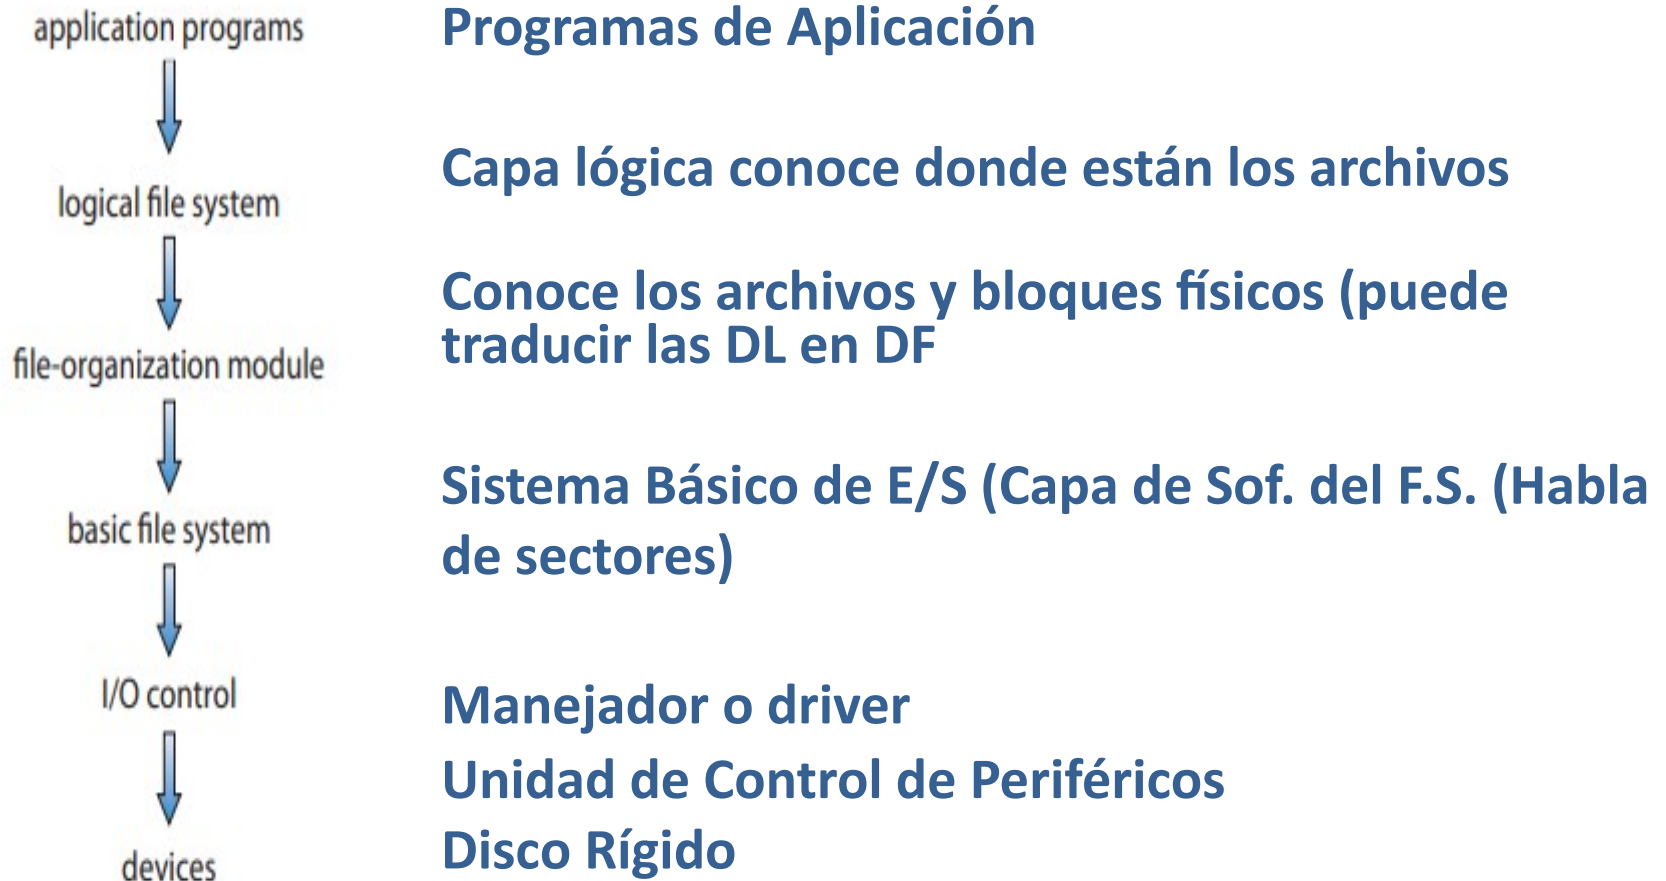 application programs
Programas de Aplicación
Capa lógica conoce donde están los archivos
logical file system
Conoce los archivos y bloques físicos (puede
traducir las DL en DF
file-organization module
Sistema Básico de E/S (Capa de Sof. del F.S. (Habla
de sectores)
basic file system
I/O control
Manejador o driver
Unidad de Control de Periféricos
Disco Rígido
devices